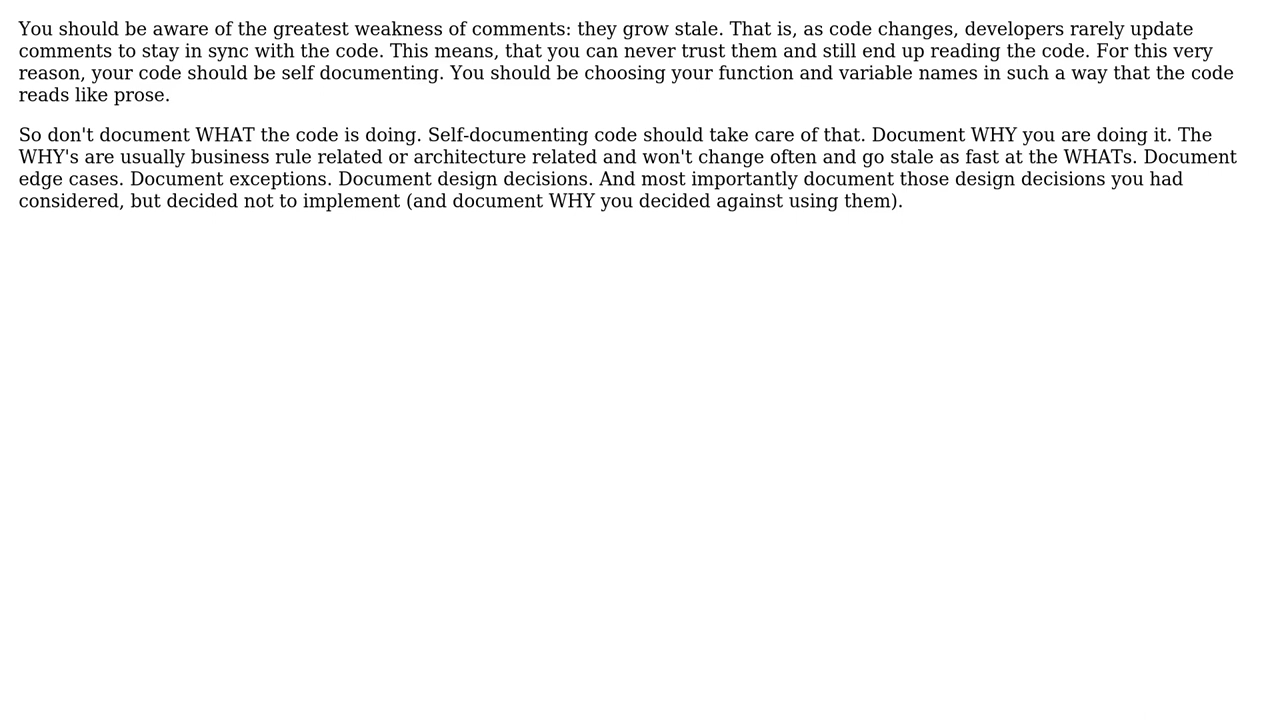 You should be aware of the greatest weakness of comments: they grow stale. That is, as code changes, developers rarely update
comments to stay in sync with the code. This means, that you can never trust them and still end up reading the code. For this very
reason, your code should be self documenting. You should be choosing your function and variable names in such a way that the code
reads like prose.
So don't document WHAT the code is doing. Self-documenting code should take care of that. Document WHY you are doing it. The
WHY's are usually business rule related or architecture related and won't change often and go stale as fast at the WHATs. Document
edge cases. Document exceptions. Document design decisions. And most importantly document those design decisions you had
considered, but decided not to implement (and document WHY you decided against using them).